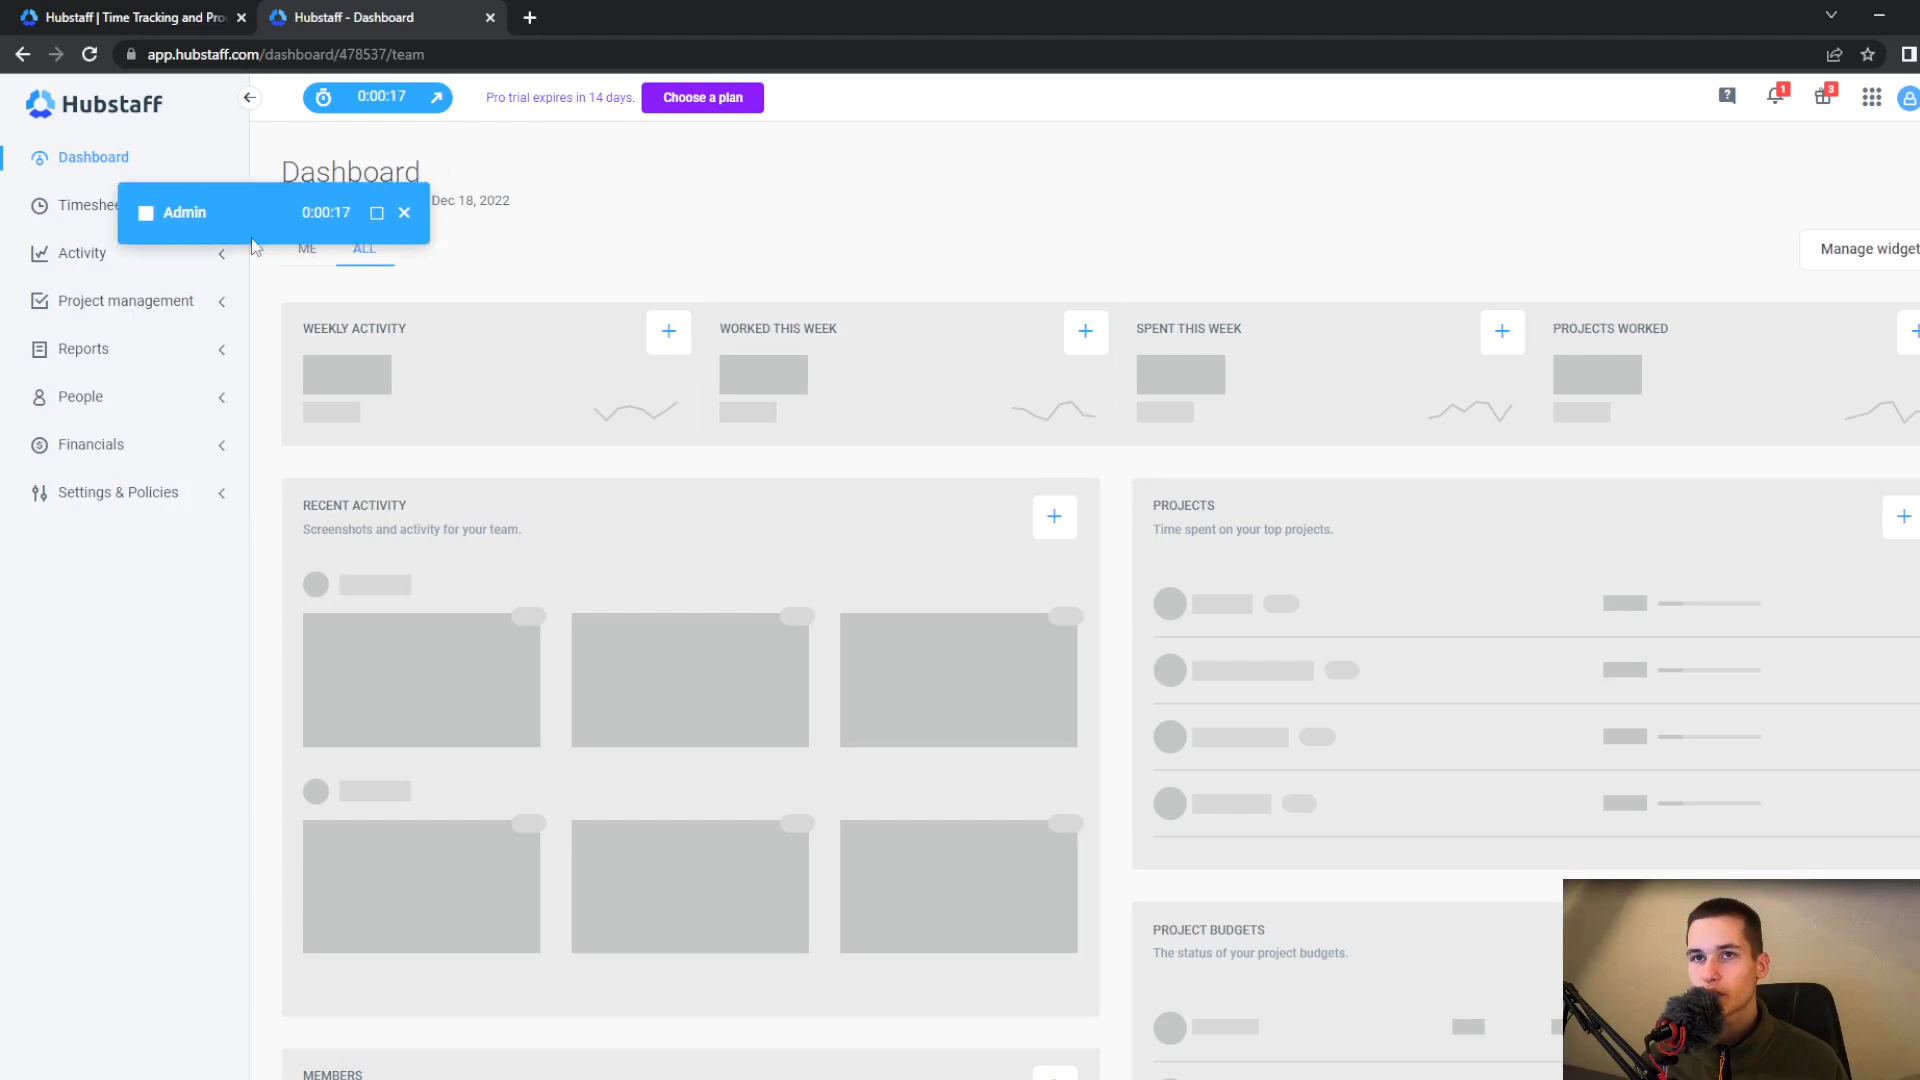 Hubstaff | Time Tracking and Pro
Hubstaff - Dashboard
app.hubstaff.com/dashboard/478537/team
Hubstaff
0:00:17
Pro trial expires in 14 days.
Choose a plan
1
3
Dashboard
Timeshee
Activity
Project management
Reports
People
Financials
Settings & Policies
Dashboard
Dec 18, 2022
Admin
0:00:17
ME
ALL
Manage widget
WEEKLY ACTIVITY
WORKED THIS WEEK
SPENT THIS WEEK
PROJECTS WORKED
RECENT ACTIVITY
Screenshots and activity for your team.
PROJECTS
Time spent on your top projects.
PROJECT BUDGETS
The status of your project budgets.
MEMBERS